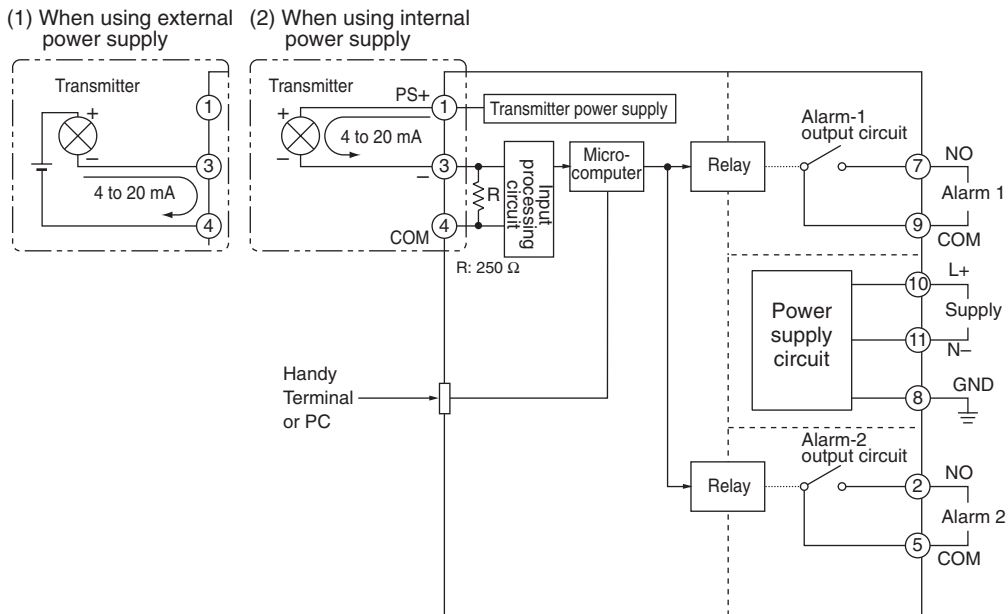 (1) When using external
power supply
(2) When using internal
power supply
Transmitter
+
–
4 to 20 mA
1
3
4
Transmitter
+
–
4 to 20 mA
PS+
1
3
–
4
COM
Transmitter power supply
R
R: 250 Ω
Input
processing
circuit
Micro-
computer
Relay
Alarm-1
output circuit
7
NO
Alarm 1
9
COM
Power
supply
circuit
10
L+
Supply
11
N–
8
GND
Handy
Terminal
or PC
Relay
Alarm-2
output circuit
2
NO
Alarm 2
5
COM